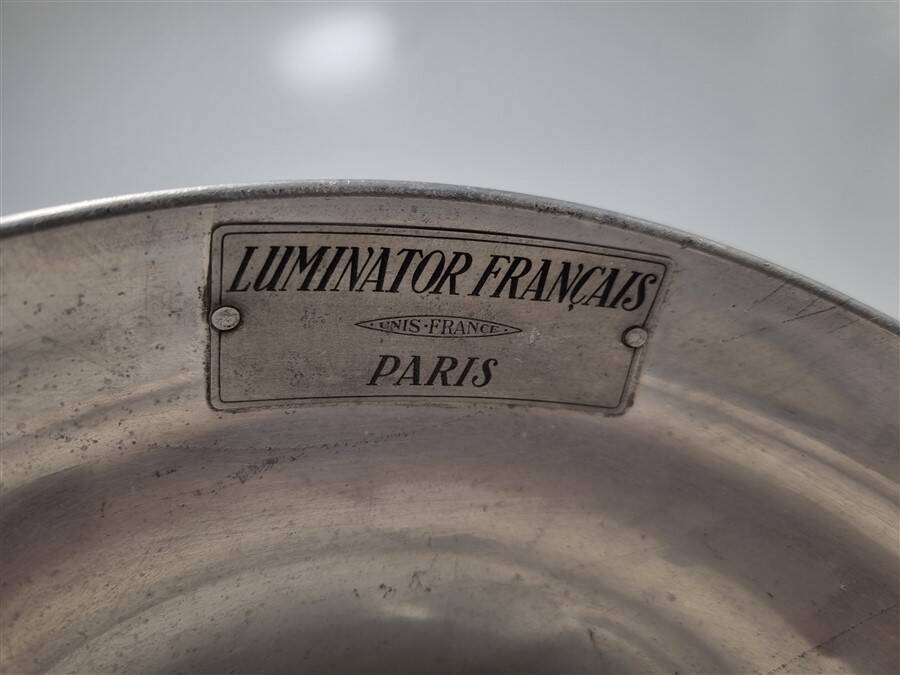 LUMINATOR FRANÇAIS
· UNIS · FRANCE ·
PARIS